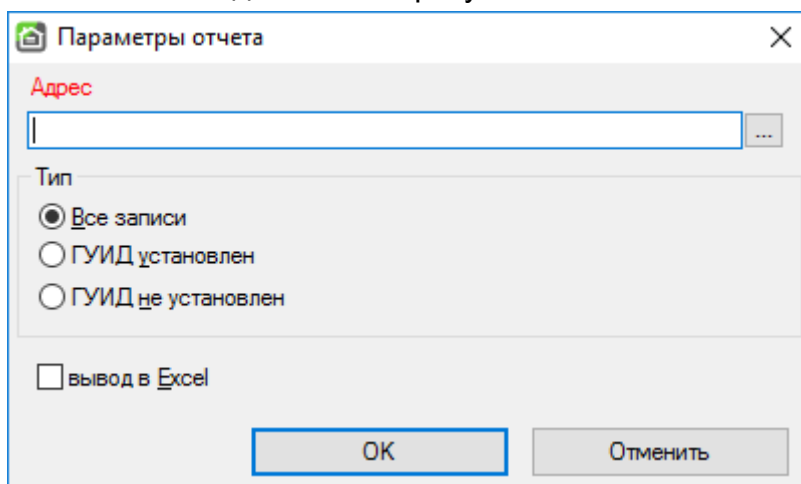 Параметры отчета
Адрес
...
Тип
Все записи
ГУИД установлен
ГУИД не установлен
вывод в Excel
OK Отменить